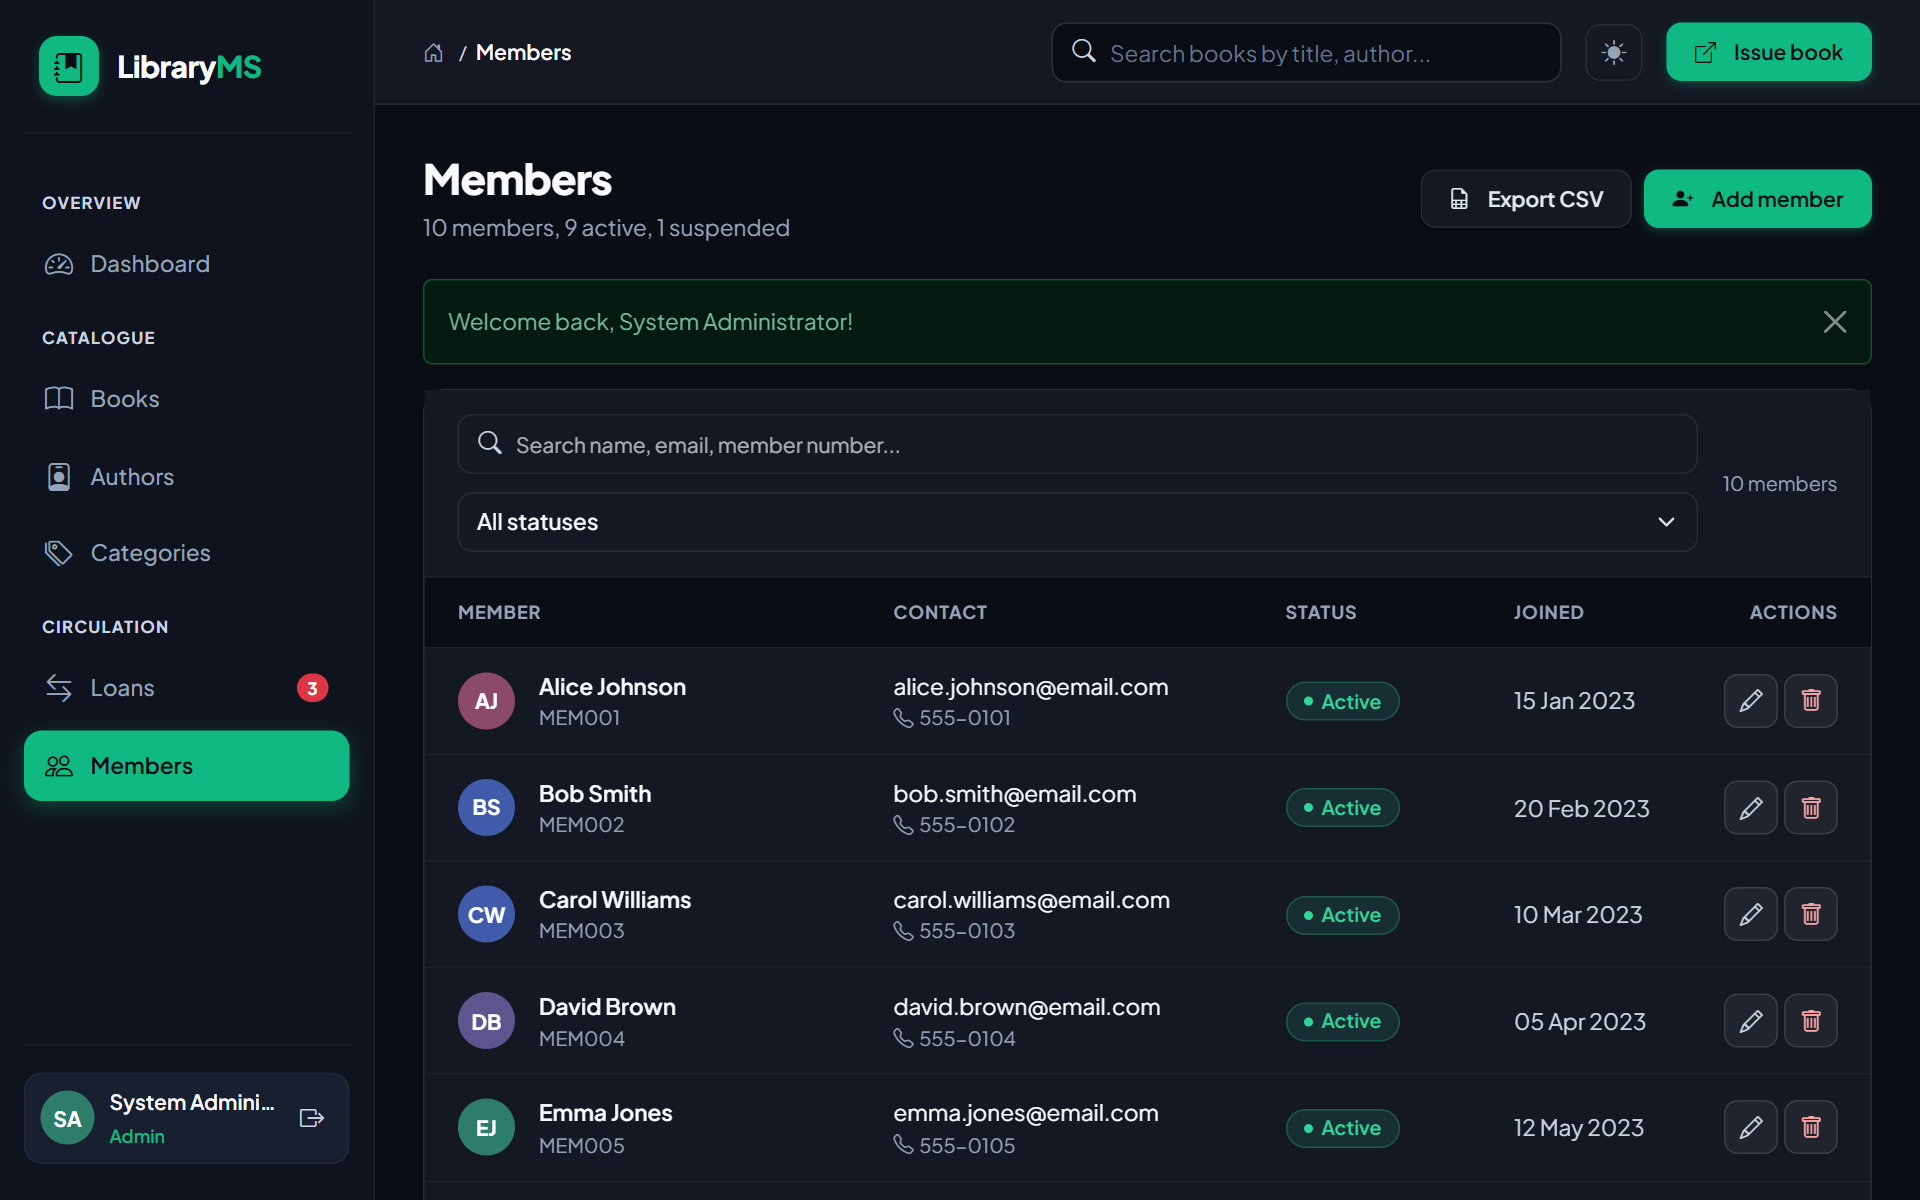 LibraryMS
OVERVIEW
Dashboard
CATALOGUE
Books
Authors
Categories
CIRCULATION
Loans 3
Members
SA System Admini...
Admin
/ Members
Search books by title, author...
Issue book
Members
10 members, 9 active, 1 suspended
Export CSV
Add member
Welcome back, System Administrator!
Search name, email, member number...
All statuses
10 members
MEMBER CONTACT STATUS JOINED ACTIONS
AJ Alice Johnson alice.johnson@email.com Active 15 Jan 2023
MEM001 555-0101
BS Bob Smith bob.smith@email.com Active 20 Feb 2023
MEM002 555-0102
CW Carol Williams carol.williams@email.com Active 10 Mar 2023
MEM003 555-0103
DB David Brown david.brown@email.com Active 05 Apr 2023
MEM004 555-0104
EJ Emma Jones emma.jones@email.com Active 12 May 2023
MEM005 555-0105